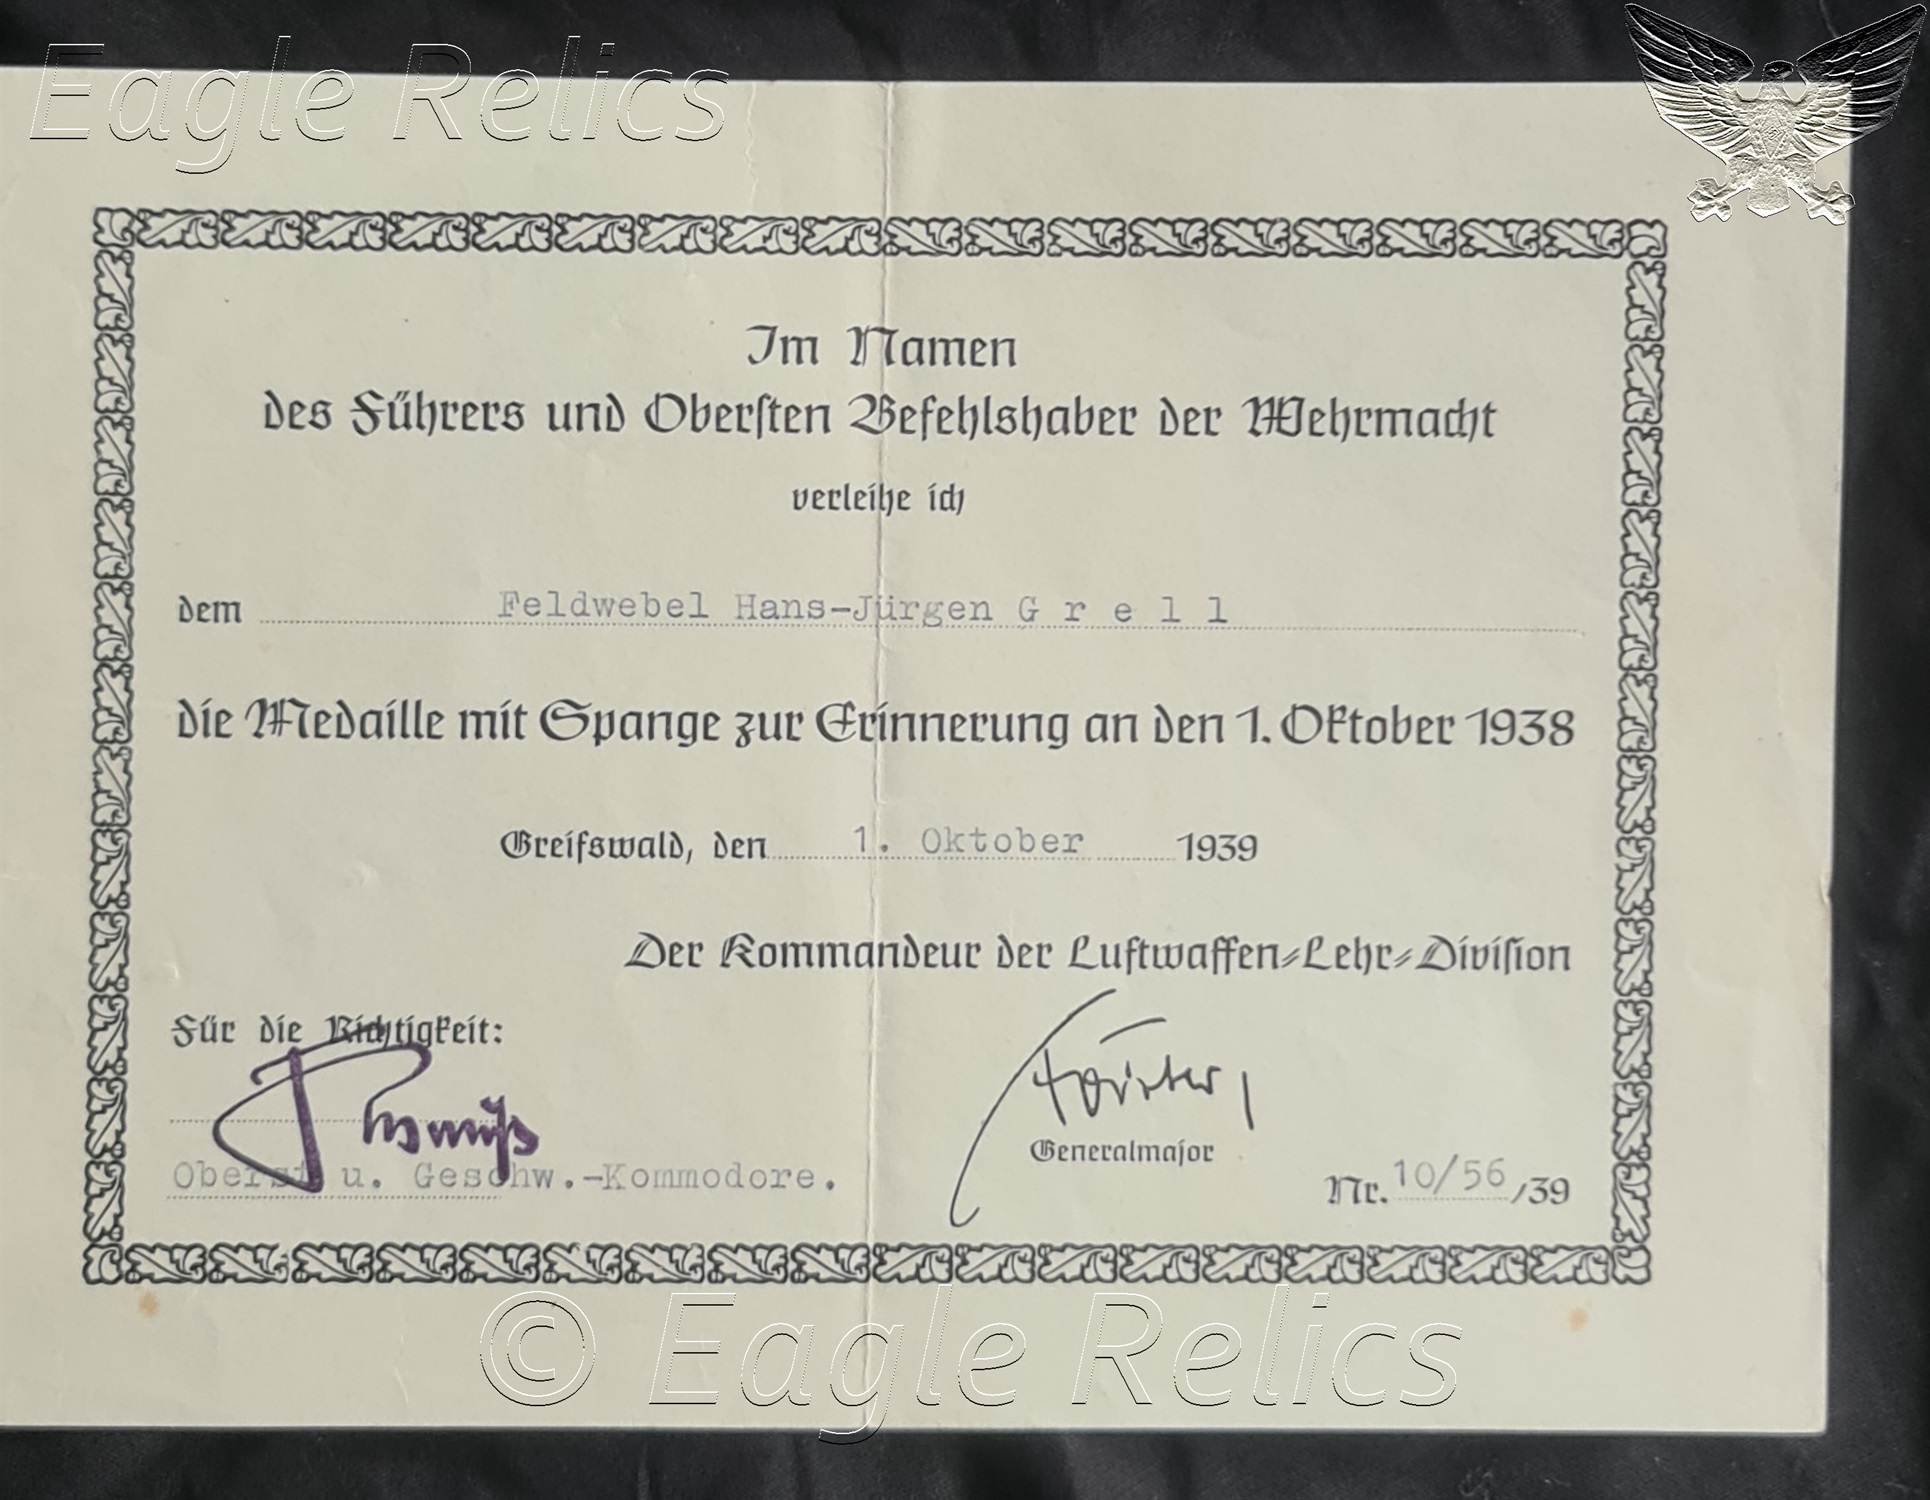 Eagle Relics
Im Namen
des Führers und Obersten Befehlshaber der Wehrmacht
verleihe ich
dem Feldwebel Hans-Jürgen G r e l l
die Medaille mit Spange zur Erinnerung an den 1. Oktober 1938
Greifswald, den 1. Oktober 1939
Der Kommandeur der Luftwaffen-Lehr-Division
Für die Richtigkeit:
Förster
Oberst u. Geschw.-Kommodore.
Generalmajor
Nr. 10/56 /39
© Eagle Relics